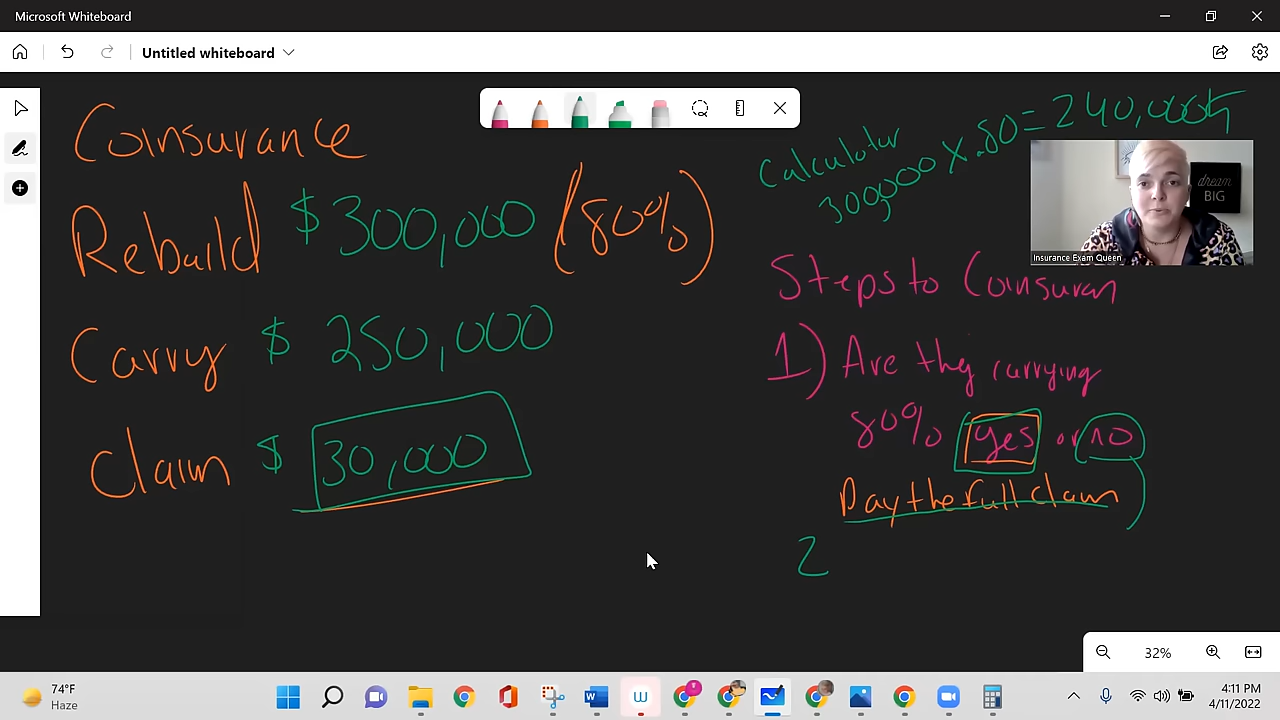 Microsoft Whiteboard
Untitled whiteboard
Coinsurance
Rebuild $300,000 (80%)
Carry $ 250,000
Claim $ 30,000
Calculator
300,000 X .80 = 240,000
dream
BIG
Insurance Exam Queen
Steps to Coinsuran
1) Are thy carrying
80% yes or no
Pay the full claim
2
32%
74°F
Haze
4:11 PM
4/11/2022